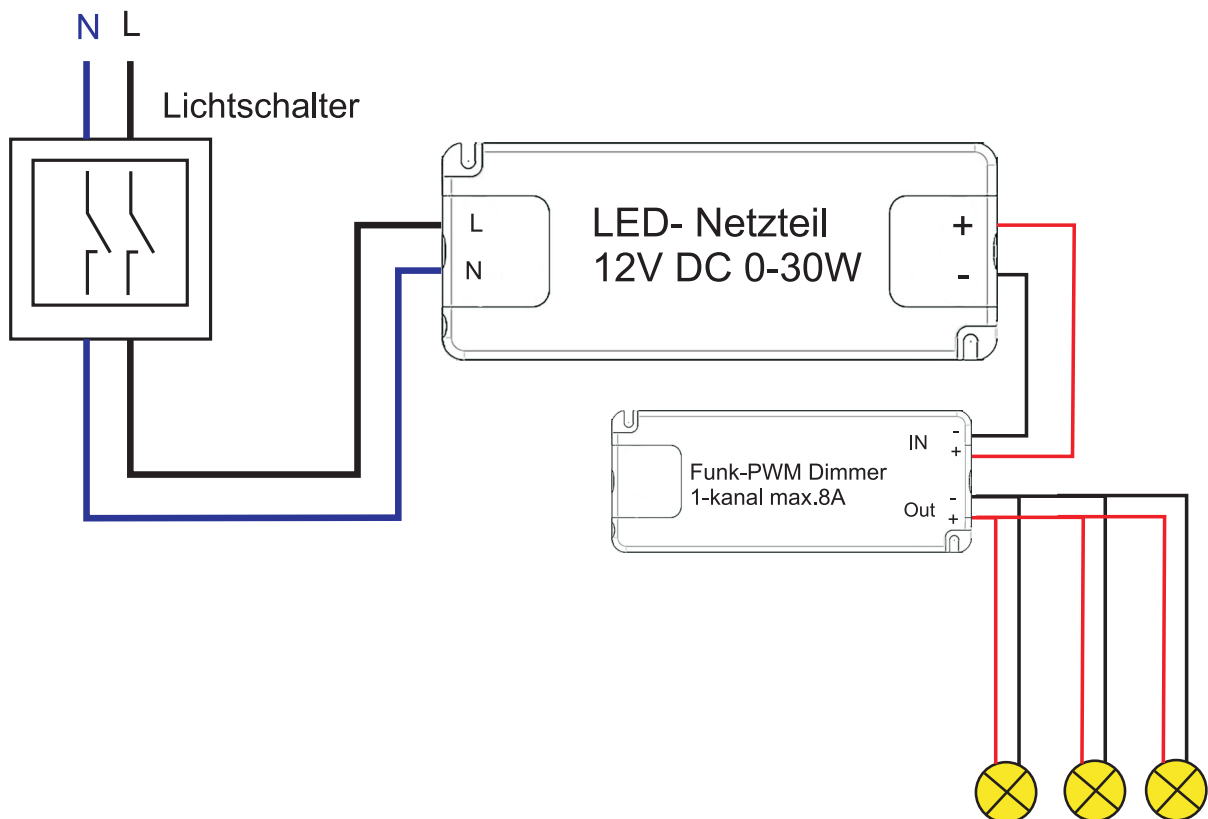 N L
Lichtschalter
L
N
LED- Netzteil
12V DC 0-30W
+
-
Funk-PWM Dimmer
1-kanal max.8A
IN
-
+
Out
-
+